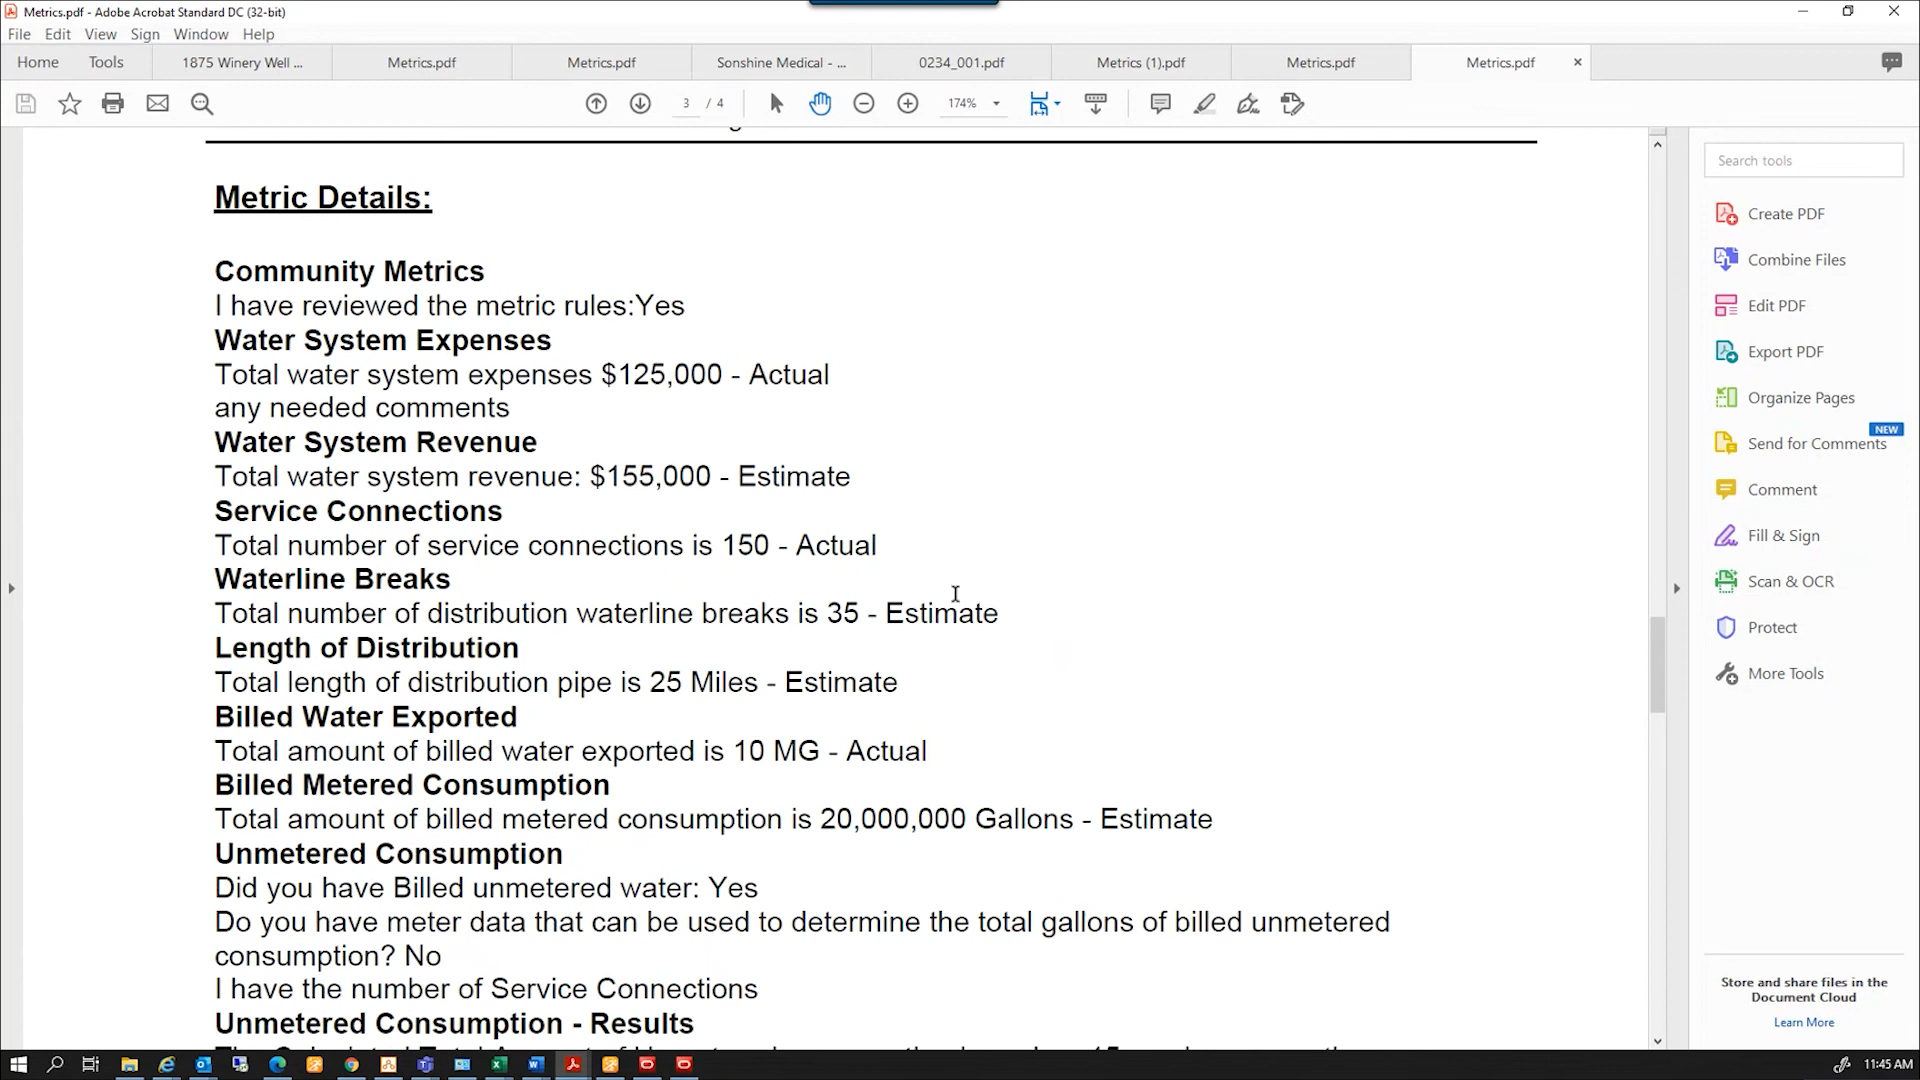 Metrics.pdf - Adobe Acrobat Standard DC (32-bit)
File Edit View Sign Window Help
Home Tools 1875 Winery Well ... Metrics.pdf Metrics.pdf Sonshine Medical - ... 0234_001.pdf Metrics (1).pdf Metrics.pdf Metrics.pdf
3 / 4 174%
Metric Details:
Community Metrics
I have reviewed the metric rules:Yes
Water System Expenses
Total water system expenses $125,000 - Actual
any needed comments
Water System Revenue
Total water system revenue: $155,000 - Estimate
Service Connections
Total number of service connections is 150 - Actual
Waterline Breaks
Total number of distribution waterline breaks is 35 - Estimate
Length of Distribution
Total length of distribution pipe is 25 Miles - Estimate
Billed Water Exported
Total amount of billed water exported is 10 MG - Actual
Billed Metered Consumption
Total amount of billed metered consumption is 20,000,000 Gallons - Estimate
Unmetered Consumption
Did you have Billed unmetered water: Yes
Do you have meter data that can be used to determine the total gallons of billed unmetered
consumption? No
I have the number of Service Connections
Unmetered Consumption - Results
Search tools
Create PDF
Combine Files
Edit PDF
Export PDF
Organize Pages
NEW
Send for Comments
Comment
Fill & Sign
Scan & OCR
Protect
More Tools
Store and share files in the
Document Cloud
Learn More
11:45 AM